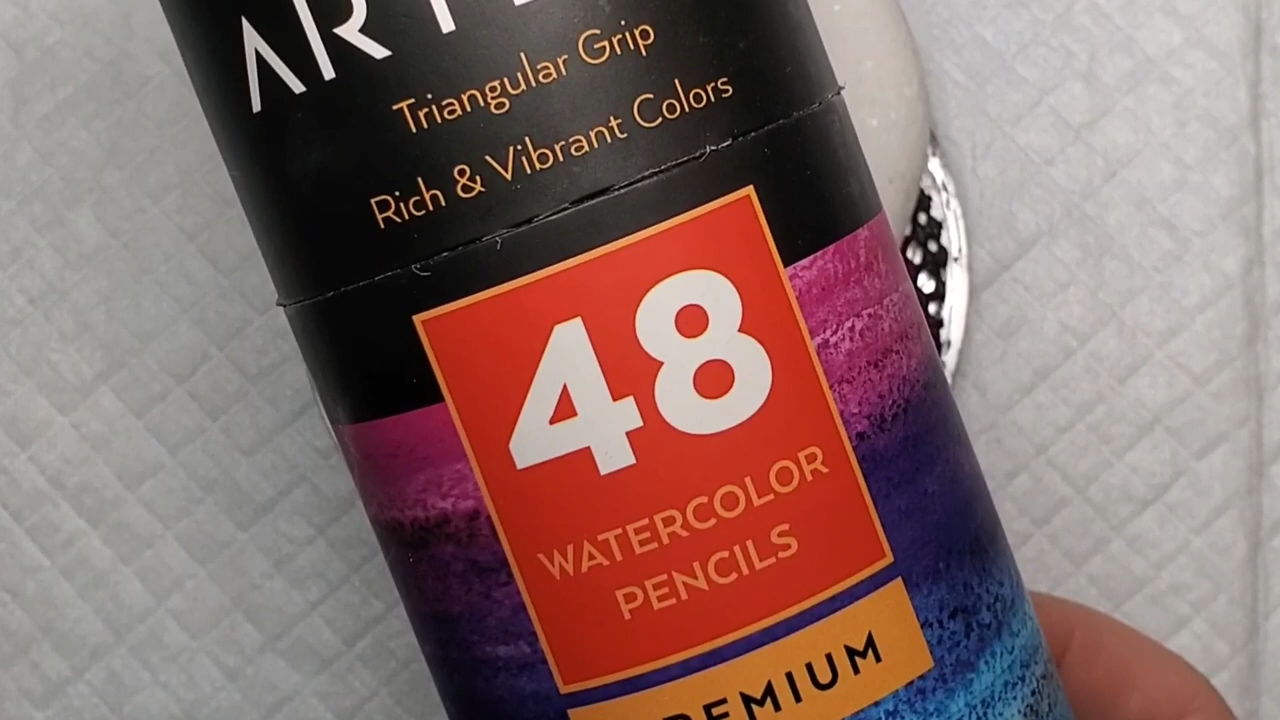 Triangular Grip
Rich & Vibrant Colors
48
WATERCOLOR
PENCILS